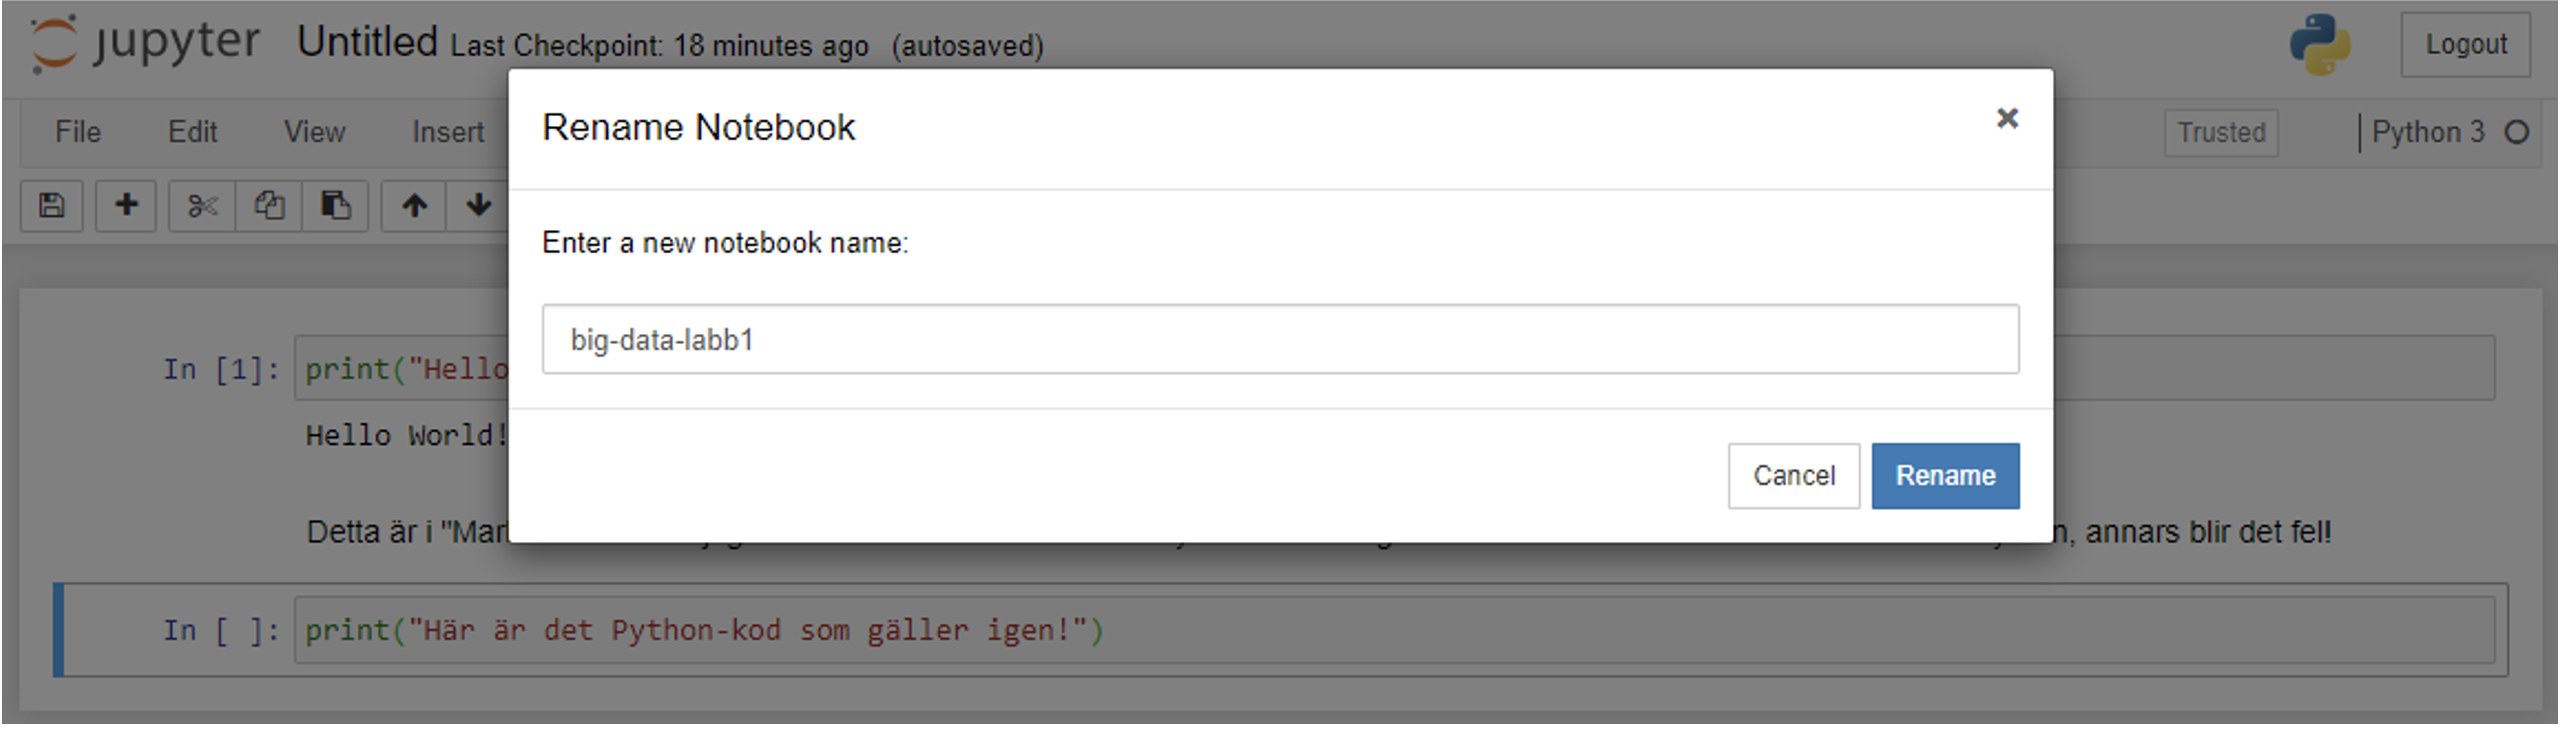 jupyter Untitled Last Checkpoint: 18 minutes ago (autosaved)
Logout
File Edit View Insert
Trusted
Python 3
Rename Notebook
Enter a new notebook name:
big-data-labb1
Cancel Rename
In [1]: print("Hello
Hello World!
Detta är i "Mar
n, annars blir det fel!
In [ ]: print("Här är det Python-kod som gäller igen!")